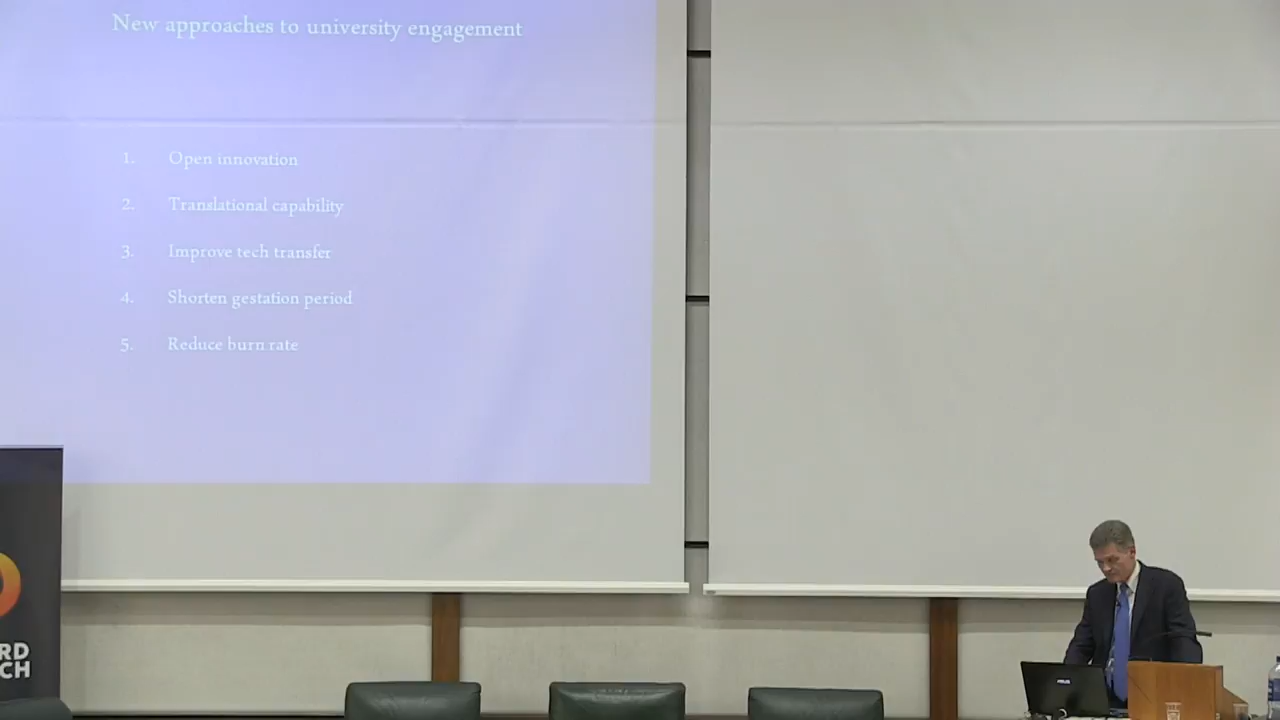 New approaches to university engagement
1. Open innovation
2. Translational capability
3. Improve tech transfer
4. Shorten gestation period
5. Reduce burn rate
RD
CH
ASUS